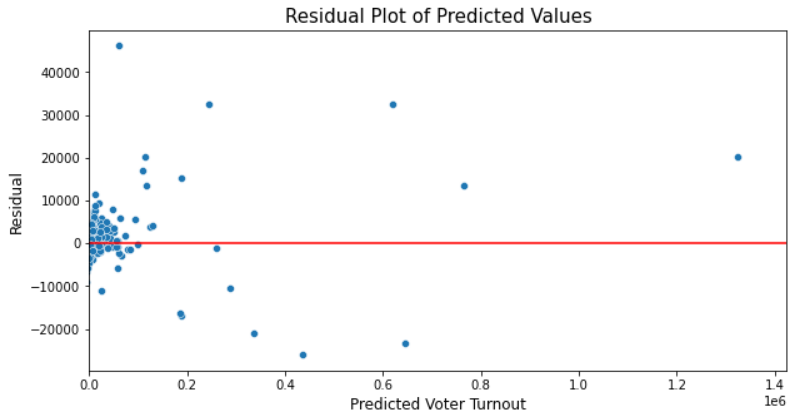 Residual Plot of Predicted Values
40000
30000
20000
10000
0
−10000
−20000
Residual
0.0 0.2 0.4 0.6 0.8 1.0 1.2 1.4
1e6
Predicted Voter Turnout